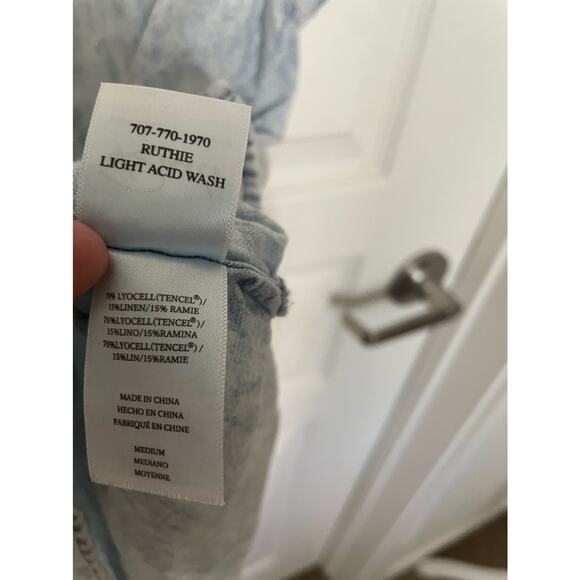 707-770-1970
RUTHIE
LIGHT ACID WASH
70% LYOCELL(TENCEL®)/
15%LINEN/15% RAMIE
70%LYOCELL(TENCEL®)/
15%LINO/15%RAMINA
70%LYOCELL(TENCEL®)/
15%LIN/15%RAMIE
MADE IN CHINA
HECHO EN CHINA
FABRIQUÉ EN CHINE
MEDIUM
MEDIANO
MOYENNE